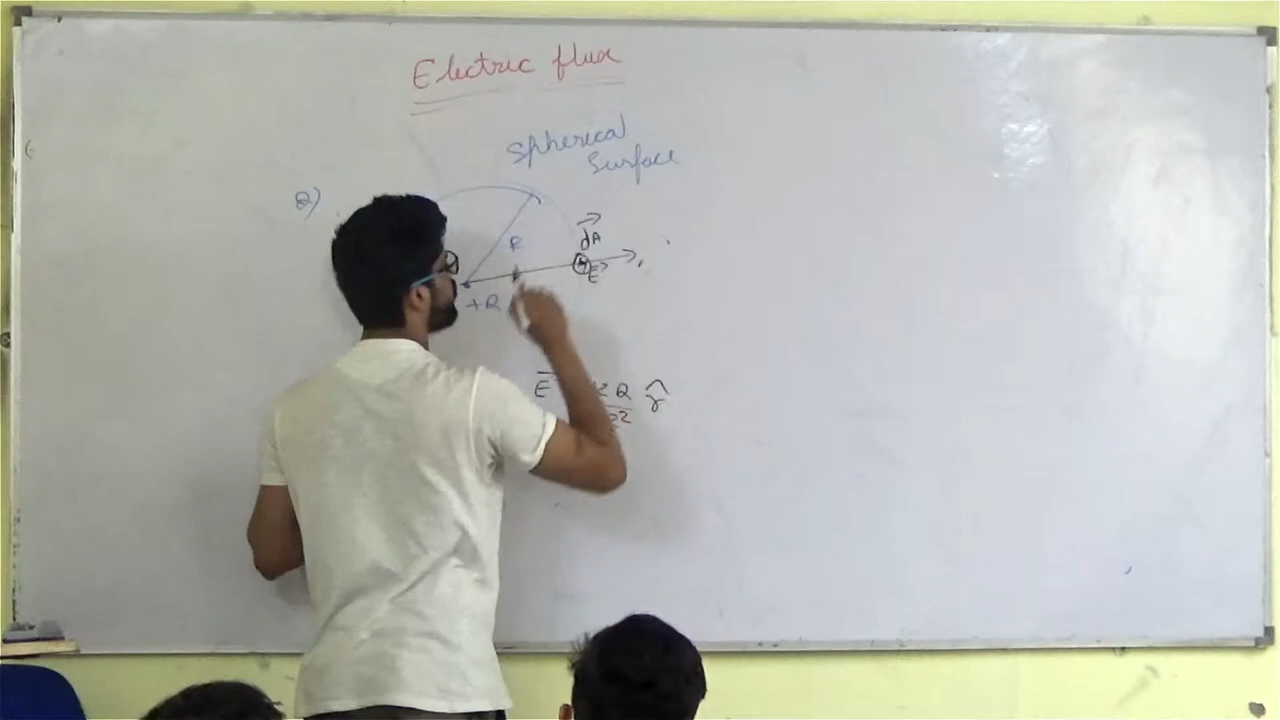 Electric flux
Spherical
Surface
Q)
dA
R
E
+Q
E Q r̂